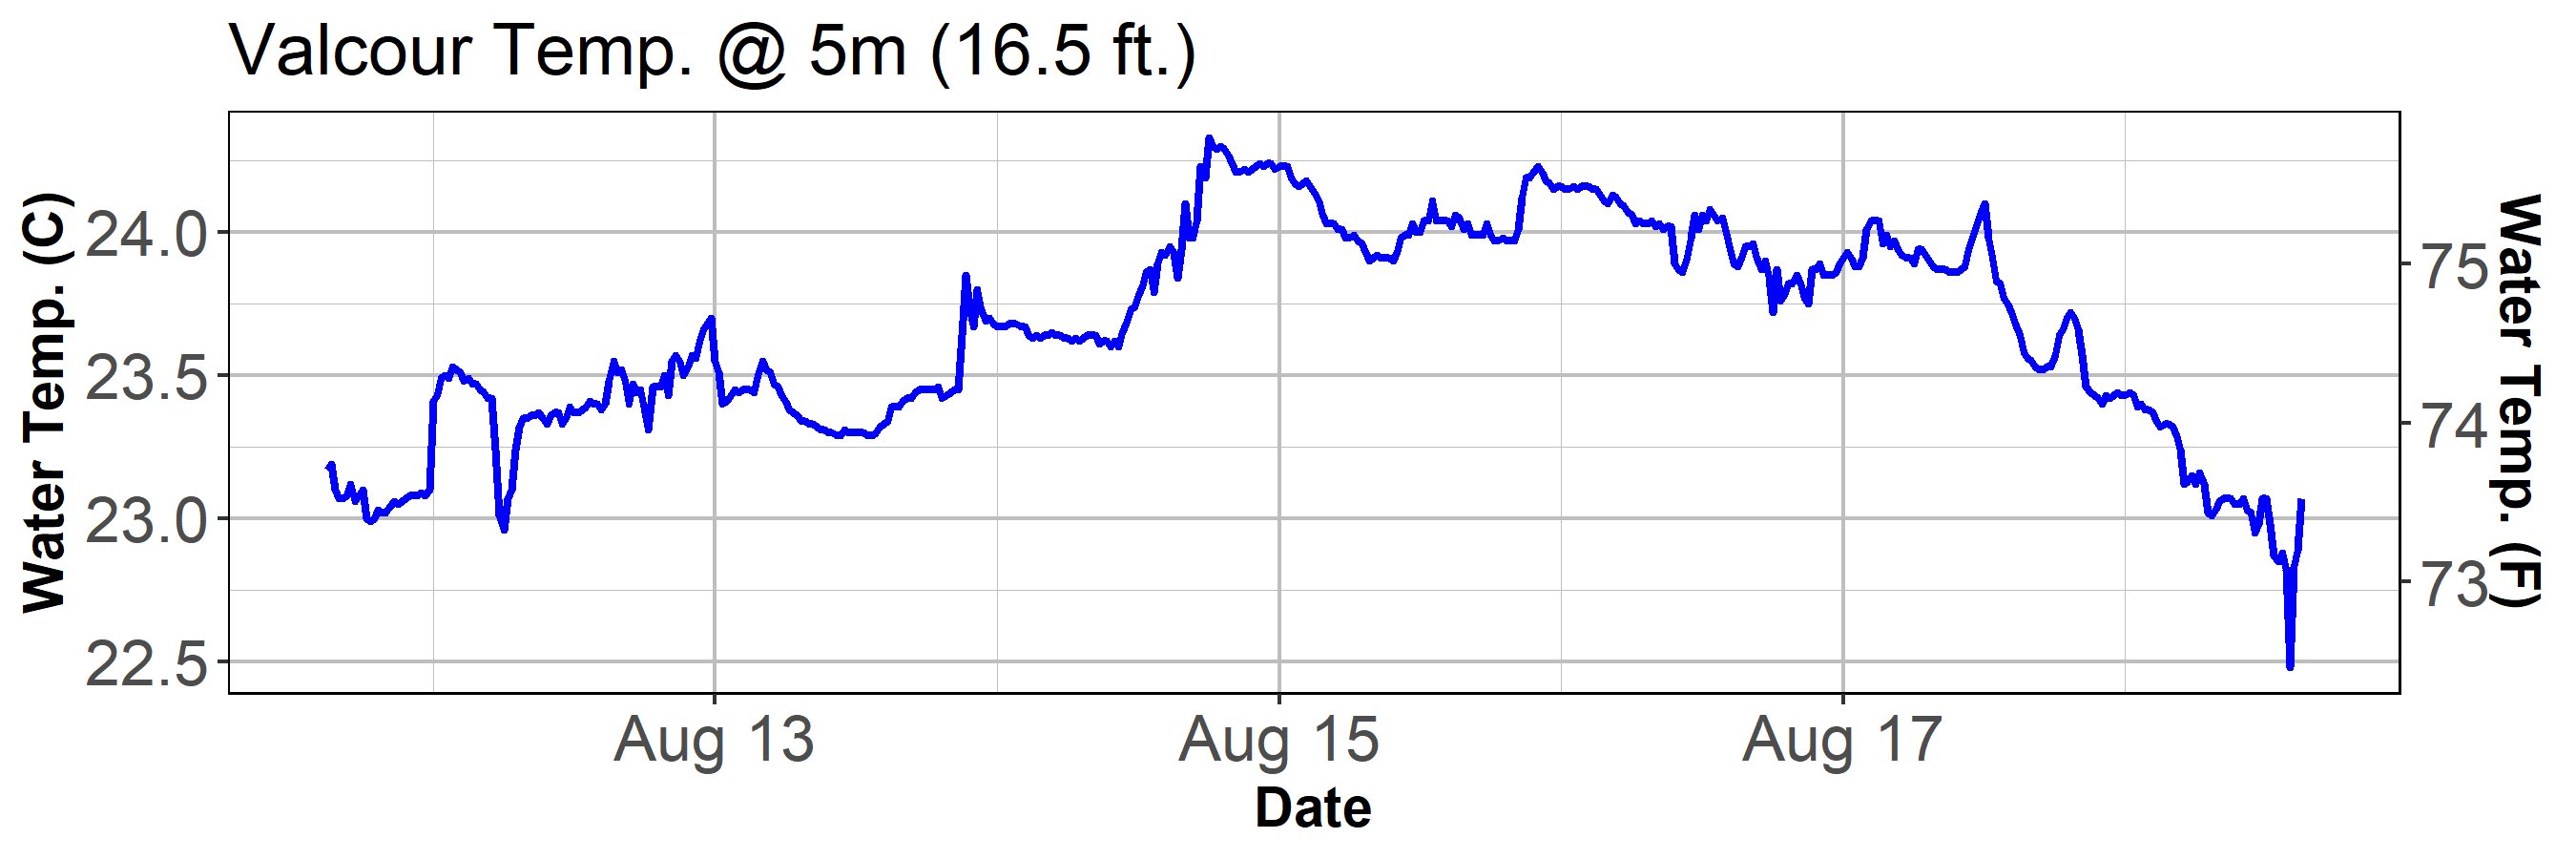 Valcour Temp. @ 5m (16.5 ft.)
Water Temp. (C)
24.0
23.5
23.0
22.5
75
74
73
Water Temp. (F)
Aug 13
Aug 15
Aug 17
Date